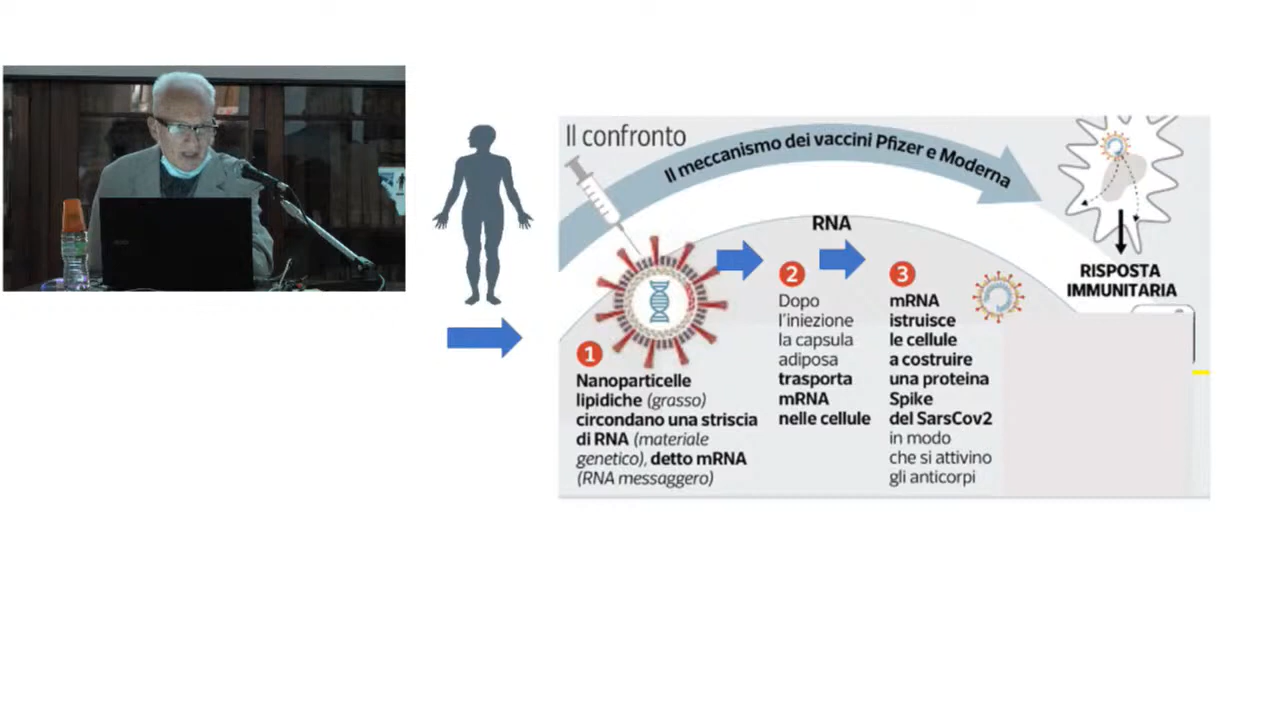 Il confronto
Il meccanismo dei vaccini Pfizer e Moderna
RNA
1
Nanoparticelle
lipidiche (grasso)
circondano una striscia
di RNA (materiale
genetico), detto mRNA
(RNA messaggero)
2
Dopo
l'iniezione
la capsula
adiposa
trasporta
mRNA
nelle cellule
3
mRNA
istruisce
le cellule
a costruire
una proteina
Spike
del SarsCov2
in modo
che si attivino
gli anticorpi
RISPOSTA
IMMUNITARIA